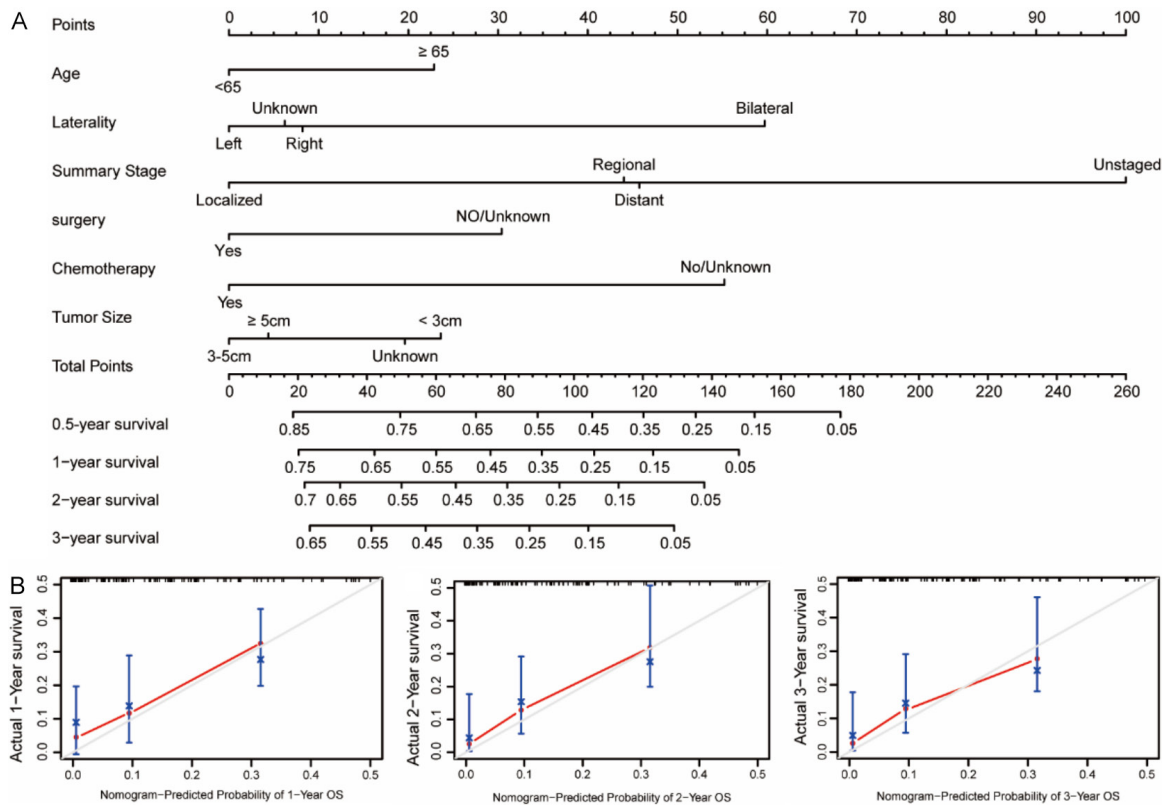 A
Points
0 10 20 30 40 50 60 70 80 90 100
≥ 65
Age
<65
Unknown Bilateral
Laterality
Left Right
Regional Unstaged
Summary Stage
Localized Distant
NO/Unknown
surgery
Yes
No/Unknown
Chemotherapy
Yes
Tumor Size
≥ 5cm < 3cm
3−5cm Unknown
Total Points
0 20 40 60 80 100 120 140 160 180 200 220 240 260
0.5−year survival
0.85 0.75 0.65 0.55 0.45 0.35 0.25 0.15 0.05
1−year survival
0.75 0.65 0.55 0.45 0.35 0.25 0.15 0.05
2−year survival
0.7 0.65 0.55 0.45 0.35 0.25 0.15 0.05
3−year survival
0.65 0.55 0.45 0.35 0.25 0.15 0.05
B
Actual 1−Year survival
0.0 0.1 0.2 0.3 0.4 0.5
0.0 0.1 0.2 0.3 0.4 0.5
Nomogram−Predicted Probability of 1−Year OS
Actual 2−Year survival
0.0 0.1 0.2 0.3 0.4 0.5
0.0 0.1 0.2 0.3 0.4 0.5
Nomogram−Predicted Probability of 2−Year OS
Actual 3−Year survival
0.0 0.1 0.2 0.3 0.4 0.5
0.0 0.1 0.2 0.3 0.4 0.5
Nomogram−Predicted Probability of 3−Year OS